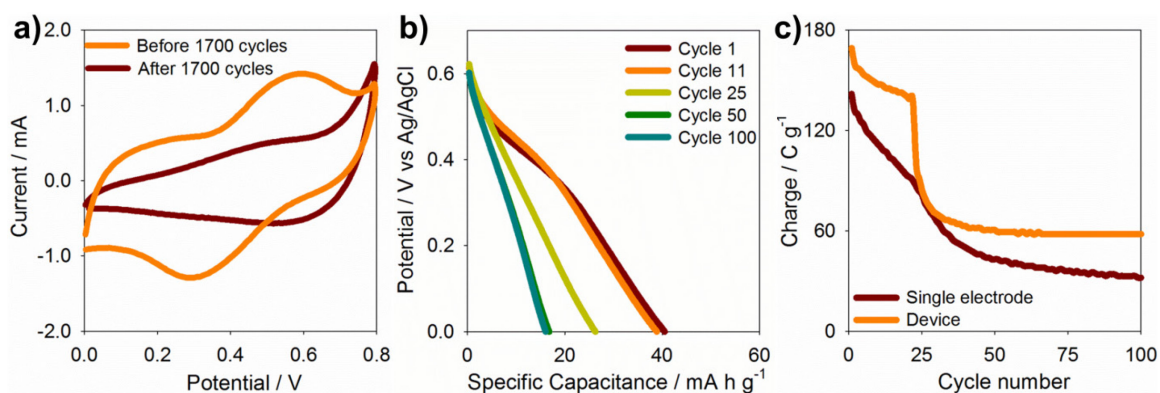 a)
Before 1700 cycles
After 1700 cycles
Current / mA
2.0
1.0
0.0
-1.0
-2.0
0.0 0.2 0.4 0.6 0.8
Potential / V
b)
Cycle 1
Cycle 11
Cycle 25
Cycle 50
Cycle 100
Potential / V vs Ag/AgCl
0.6
0.4
0.2
0.0
0 20 40 60
Specific Capacitance / mA h g⁻¹
c)
Charge / C g⁻¹
180
120
60
0
Single electrode
Device
0 25 50 75 100
Cycle number